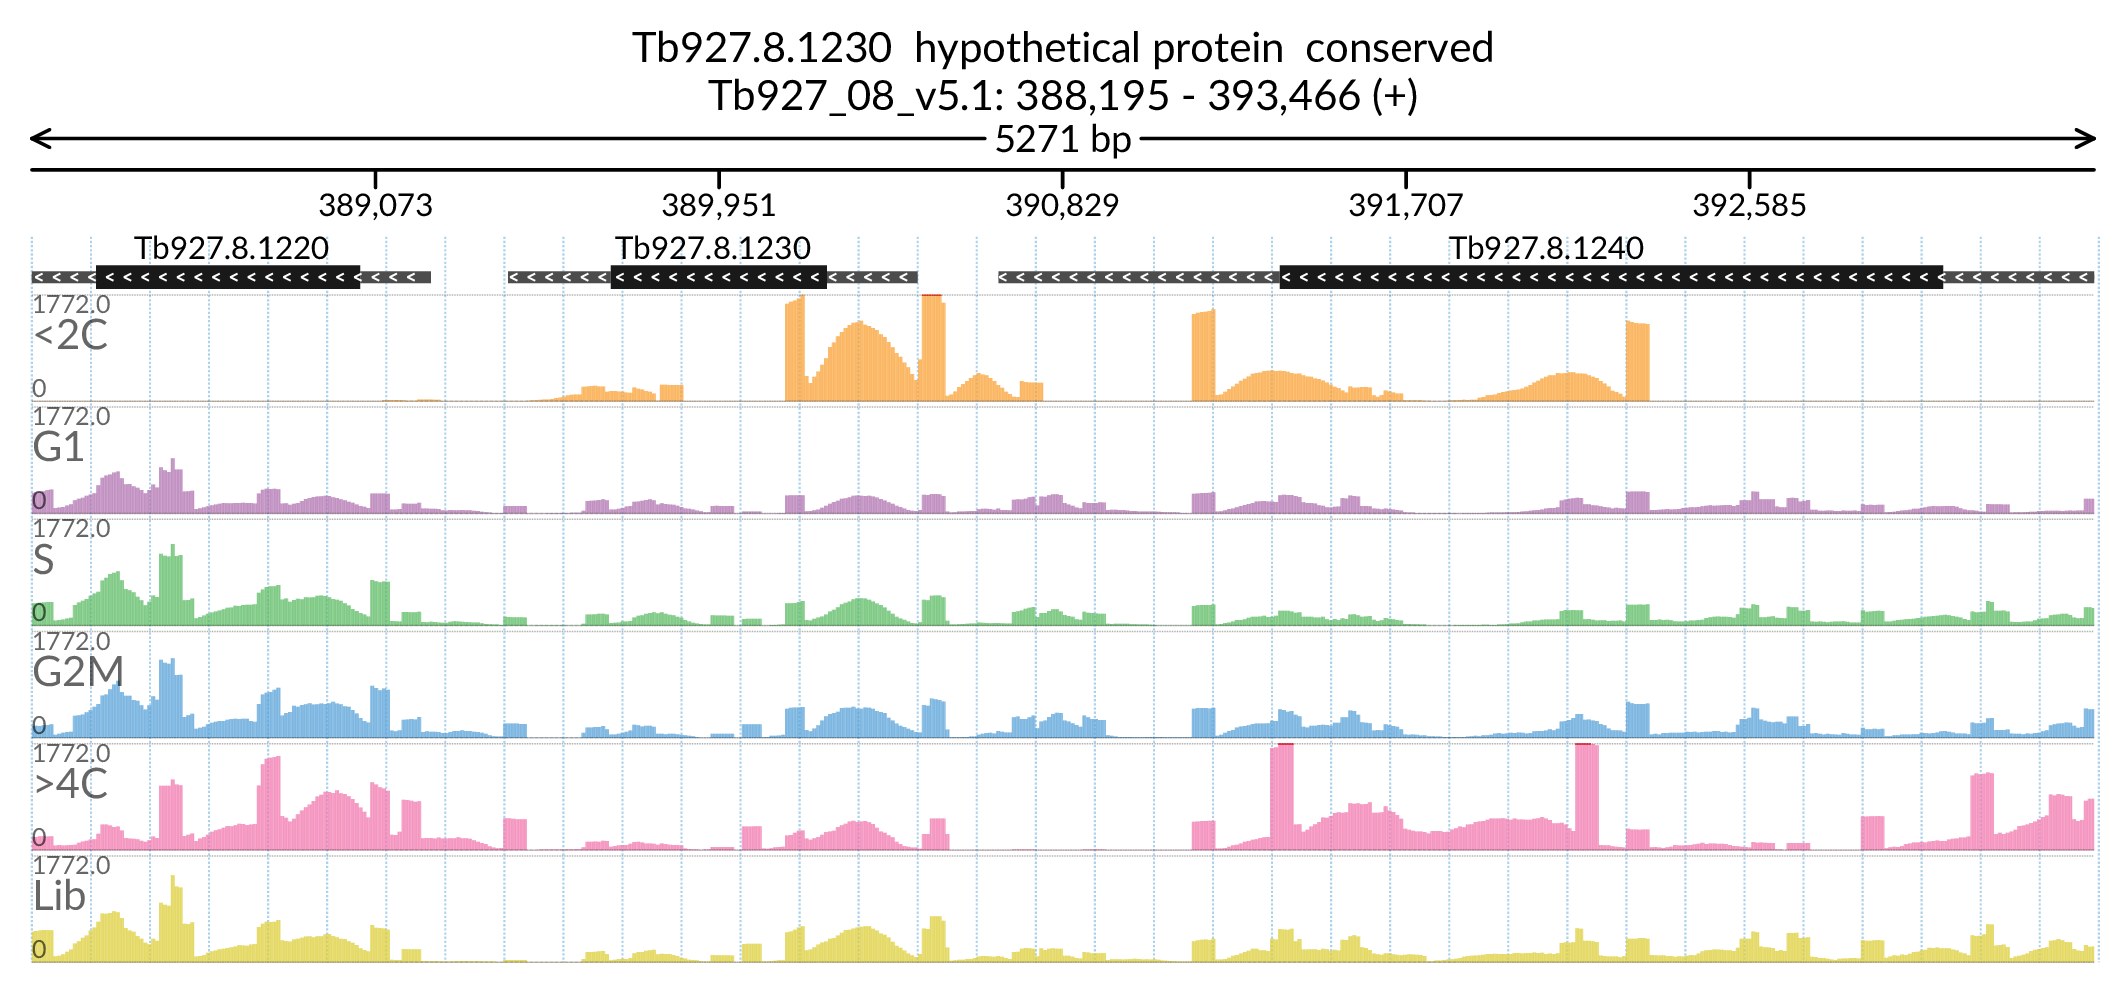 Tb927.8.1230  hypothetical protein  conserved
Tb927_08_v5.1: 388,195 - 393,466 (+)
5271 bp
389,073 389,951 390,829 391,707 392,585
Tb927.8.1220 Tb927.8.1230 Tb927.8.1240
1772.0
<2C
0
1772.0
G1
0
1772.0
S
0
1772.0
G2M
0
1772.0
>4C
0
1772.0
Lib
0